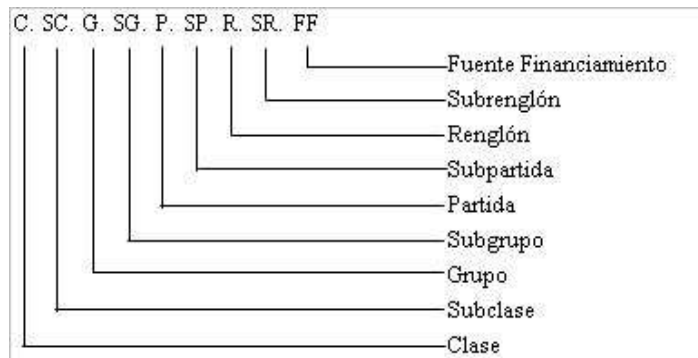 C. SC. G. SG. P. SP. R. SR. FF
Fuente Financiamiento
Subrenglón
Renglón
Subpartida
Partida
Subgrupo
Grupo
Subclase
Clase